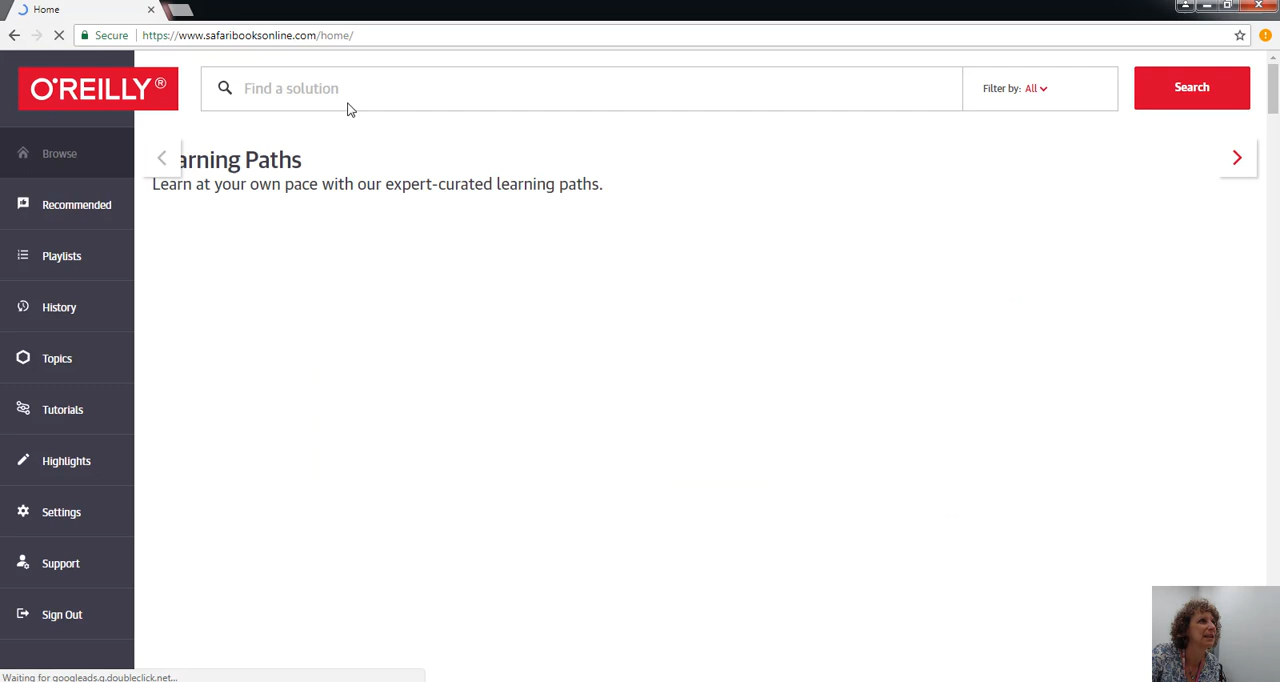 Home
Secure
https://www.safaribooksonline.com/home/
O'REILLY®
Find a solution
Filter by: All
Search
Browse
arning Paths
Learn at your own pace with our expert-curated learning paths.
Recommended
Playlists
History
Topics
Tutorials
Highlights
Settings
Support
Sign Out
Waiting for googleads.g.doubleclick.net...